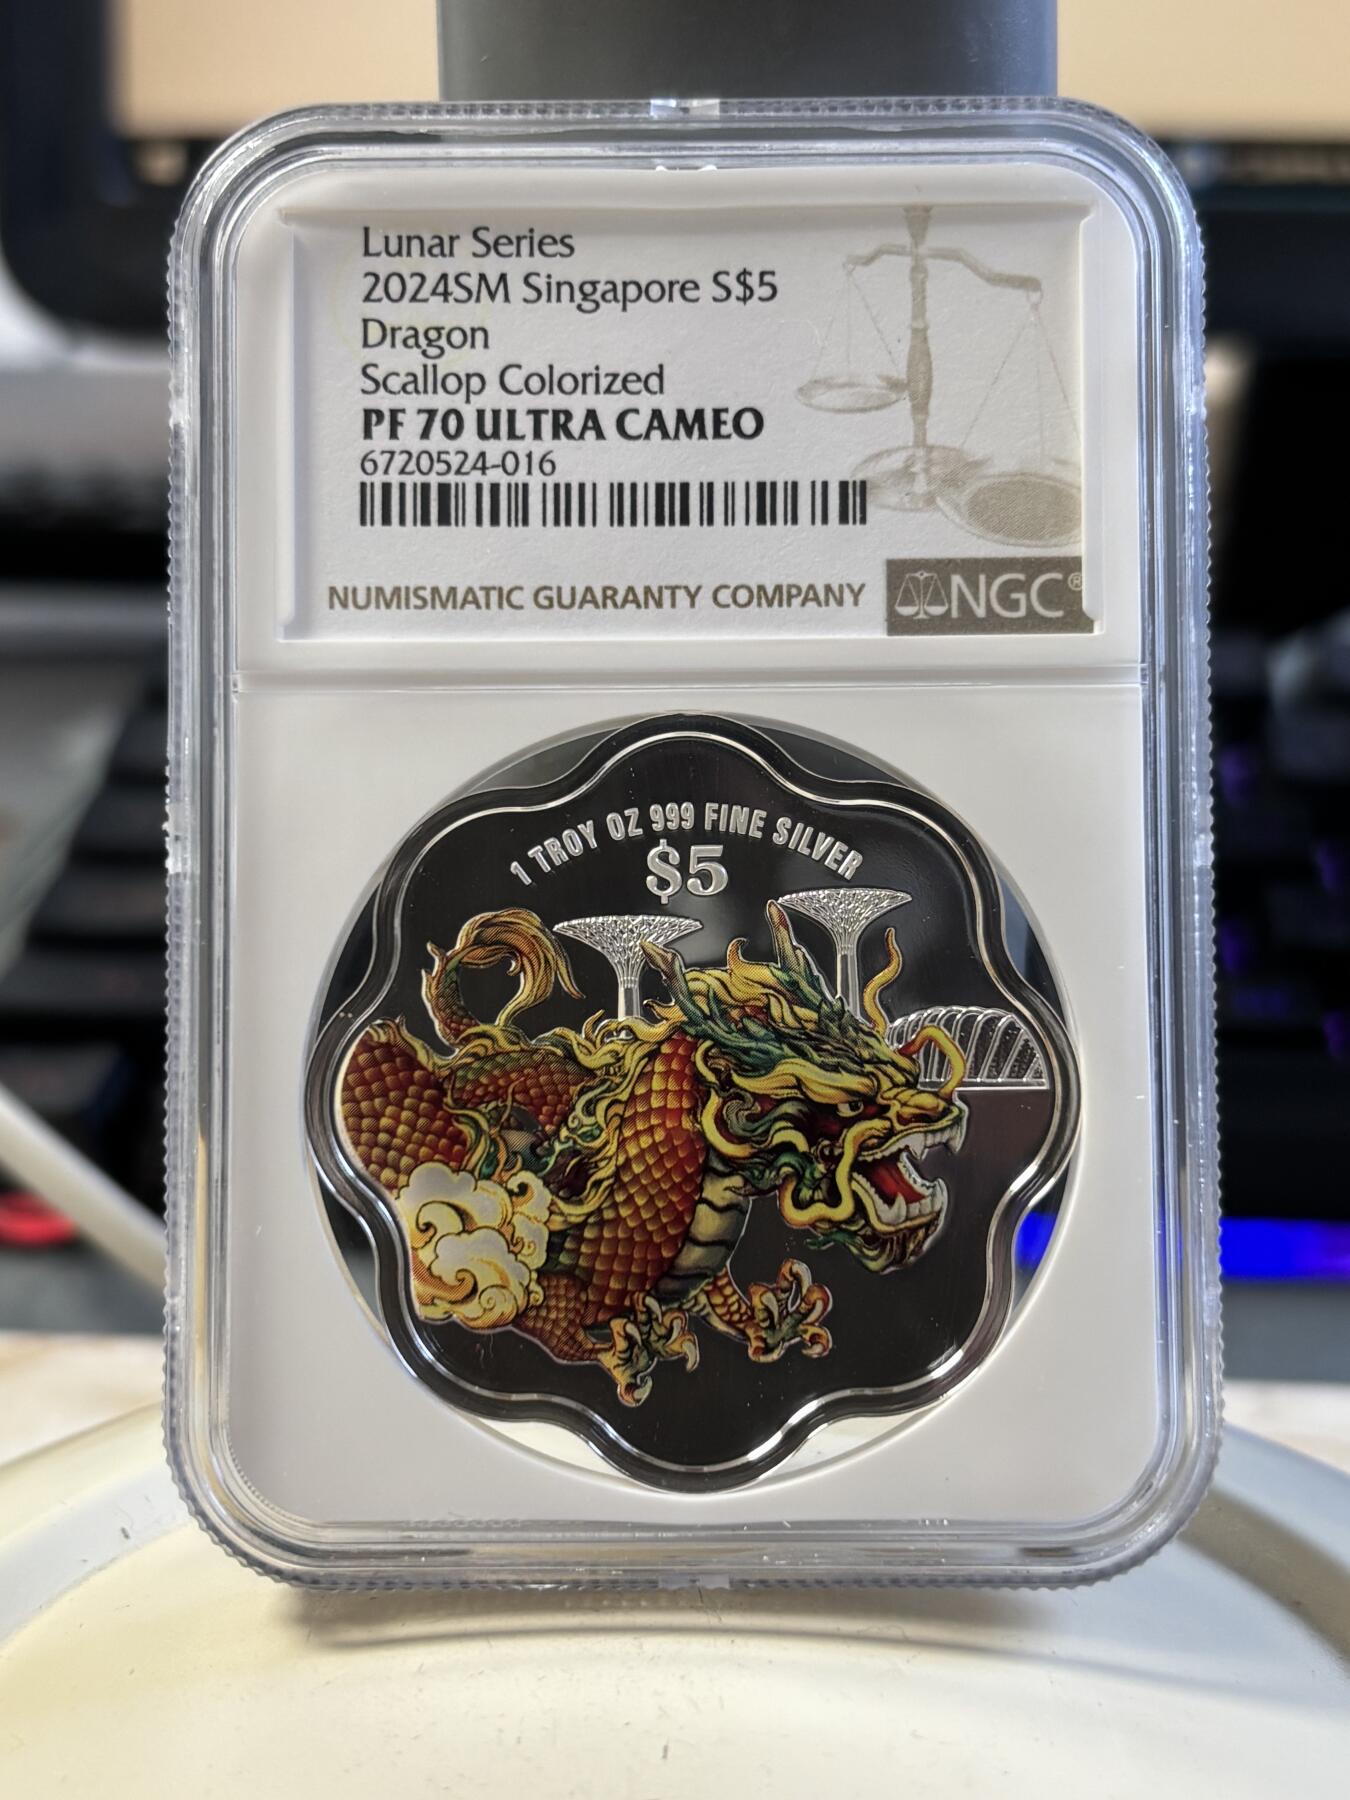 Lunar Series
2024SM Singapore S$5
Dragon
Scallop Colorized
PF 70 ULTRA CAMEO
6720524-016
NUMISMATIC GUARANTY COMPANY NGC®
1 TROY OZ 999 FINE SILVER
$5